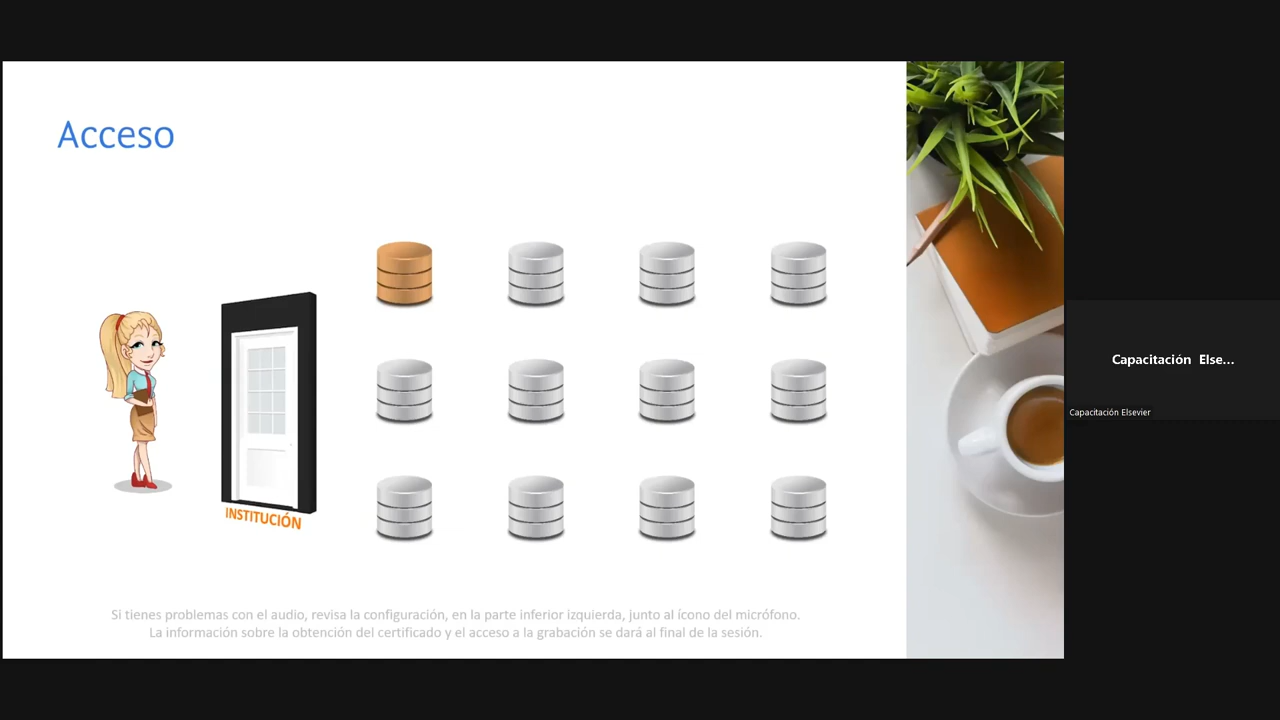 Acceso
INSTITUCIÓN
Si tienes problemas con el audio, revisa la configuración, en la parte inferior izquierda, junto al ícono del micrófono.
La información sobre la obtención del certificado y el acceso a la grabación se dará al final de la sesión.
Capacitación Else...
Capacitación Elsevier